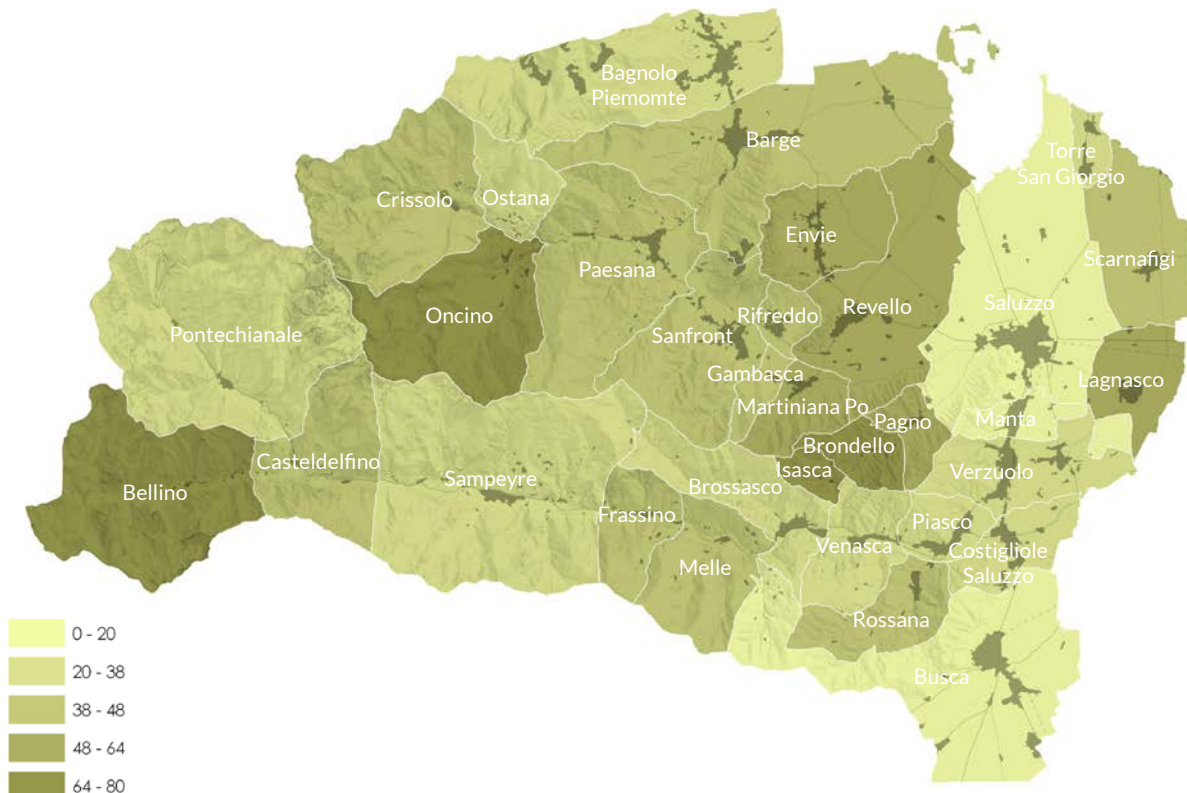 Bagnolo
Piemomte
Barge
Torre
San Giorgio
Crissolo
Ostana
Envie
Scarnafigi
Paesana
Saluzzo
Oncino
Rifreddo
Revello
Pontechianale
Sanfront
Gambasca
Lagnasco
Martiniana Po
Pagno
Manta
Brondello
Casteldelfino
Isasca
Verzuolo
Bellino
Sampeyre
Brossasco
Frassino
Piasco
Venasca
Costigliole
Saluzzo
Melle
Rossana
Busca
0 - 20
20 - 38
38 - 48
48 - 64
64 - 80